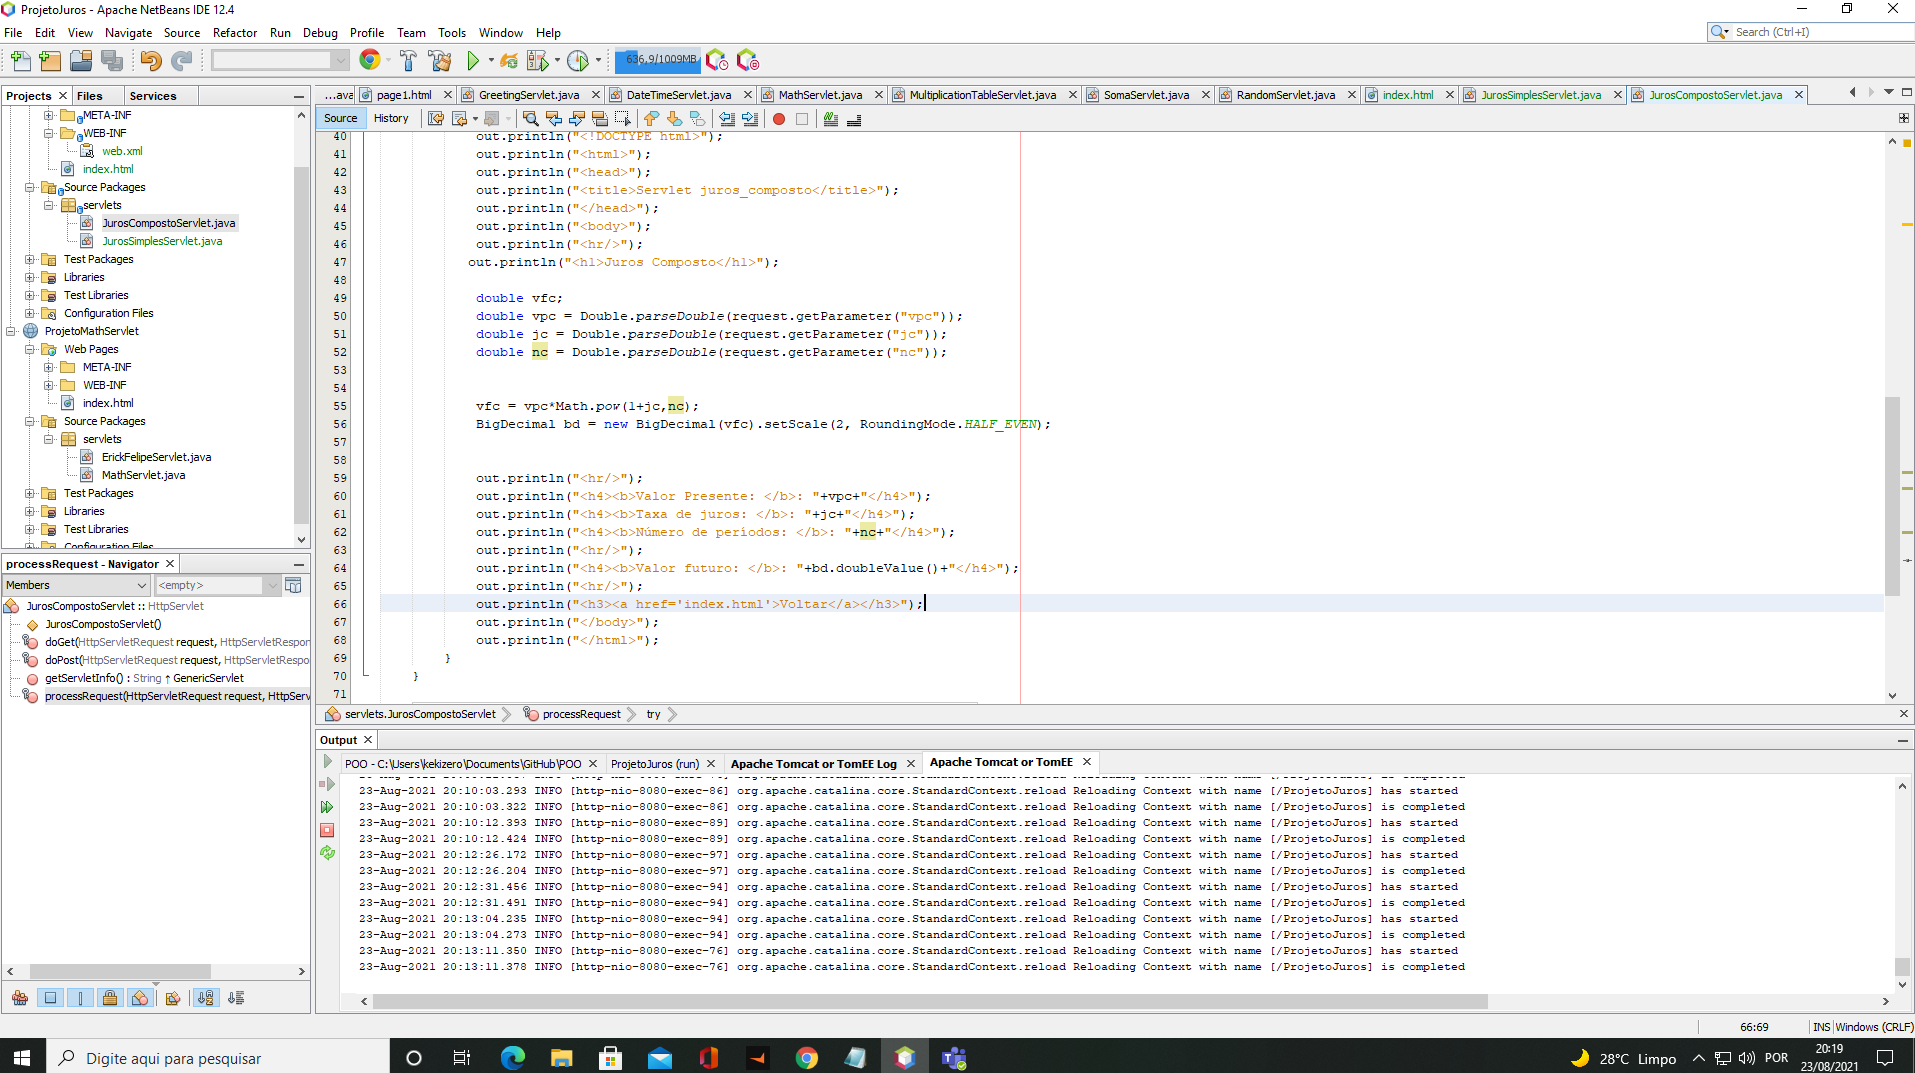 ProjetoJuros - Apache NetBeans IDE 12.4
File Edit View Navigate Source Refactor Run Debug Profile Team Tools Window Help
Search (Ctrl+I)
636,9/1009MB
Projects Files Services
META-INF
WEB-INF
web.xml
index.html
Source Packages
servlets
JurosCompostoServlet.java
JurosSimplesServlet.java
Test Packages
Libraries
Test Libraries
Configuration Files
ProjetoMathServlet
Web Pages
META-INF
WEB-INF
index.html
Source Packages
servlets
ErickFelipeServlet.java
MathServlet.java
Test Packages
Libraries
Test Libraries
Configuration Files
processRequest - Navigator
Members <empty>
JurosCompostoServlet :: HttpServlet
JurosCompostoServlet()
doGet(HttpServletRequest request, HttpServletRespon
doPost(HttpServletRequest request, HttpServletRespo
getServletInfo() : String ↑ GenericServlet
processRequest(HttpServletRequest request, HttpServ
...ava page1.html GreetingServlet.java DateTimeServlet.java MathServlet.java MultiplicationTableServlet.java SomaServlet.java RandomServlet.java index.html JurosSimplesServlet.java JurosCompostoServlet.java
Source History
40 out.println("<!DOCTYPE html>");
41 out.println("<html>");
42 out.println("<head>");
43 out.println("<title>Servlet juros_composto</title>");
44 out.println("</head>");
45 out.println("<body>");
46 out.println("<hr/>");
47 out.println("<h1>Juros Composto</h1>");
48
49 double vfc;
50 double vpc = Double.parseDouble(request.getParameter("vpc"));
51 double jc = Double.parseDouble(request.getParameter("jc"));
52 double nc = Double.parseDouble(request.getParameter("nc"));
53
54
55 vfc = vpc*Math.pow(1+jc,nc);
56 BigDecimal bd = new BigDecimal(vfc).setScale(2, RoundingMode.HALF_EVEN);
57
58
59 out.println("<hr/>");
60 out.println("<h4><b>Valor Presente: </b>: "+vpc+"</h4>");
61 out.println("<h4><b>Taxa de juros: </b>: "+jc+"</h4>");
62 out.println("<h4><b>Número de períodos: </b>: "+nc+"</h4>");
63 out.println("<hr/>");
64 out.println("<h4><b>Valor futuro: </b>: "+bd.doubleValue()+"</h4>");
65 out.println("<hr/>");
66 out.println("<h3><a href='index.html'>Voltar</a></h3>");
67 out.println("</body>");
68 out.println("</html>");
69 }
70 }
71
servlets.JurosCompostoServlet processRequest try
Output
POO - C:\Users\kekizero\Documents\GitHub\POO ProjetoJuros (run) Apache Tomcat or TomEE Log Apache Tomcat or TomEE
23-Aug-2021 20:10:03.293 INFO [http-nio-8080-exec-86] org.apache.catalina.core.StandardContext.reload Reloading Context with name [/ProjetoJuros] has started
23-Aug-2021 20:10:03.322 INFO [http-nio-8080-exec-86] org.apache.catalina.core.StandardContext.reload Reloading Context with name [/ProjetoJuros] is completed
23-Aug-2021 20:10:12.393 INFO [http-nio-8080-exec-89] org.apache.catalina.core.StandardContext.reload Reloading Context with name [/ProjetoJuros] has started
23-Aug-2021 20:10:12.424 INFO [http-nio-8080-exec-89] org.apache.catalina.core.StandardContext.reload Reloading Context with name [/ProjetoJuros] is completed
23-Aug-2021 20:12:26.172 INFO [http-nio-8080-exec-97] org.apache.catalina.core.StandardContext.reload Reloading Context with name [/ProjetoJuros] has started
23-Aug-2021 20:12:26.204 INFO [http-nio-8080-exec-97] org.apache.catalina.core.StandardContext.reload Reloading Context with name [/ProjetoJuros] is completed
23-Aug-2021 20:12:31.456 INFO [http-nio-8080-exec-94] org.apache.catalina.core.StandardContext.reload Reloading Context with name [/ProjetoJuros] has started
23-Aug-2021 20:12:31.491 INFO [http-nio-8080-exec-94] org.apache.catalina.core.StandardContext.reload Reloading Context with name [/ProjetoJuros] is completed
23-Aug-2021 20:13:04.235 INFO [http-nio-8080-exec-94] org.apache.catalina.core.StandardContext.reload Reloading Context with name [/ProjetoJuros] has started
23-Aug-2021 20:13:04.273 INFO [http-nio-8080-exec-94] org.apache.catalina.core.StandardContext.reload Reloading Context with name [/ProjetoJuros] is completed
23-Aug-2021 20:13:11.350 INFO [http-nio-8080-exec-76] org.apache.catalina.core.StandardContext.reload Reloading Context with name [/ProjetoJuros] has started
23-Aug-2021 20:13:11.378 INFO [http-nio-8080-exec-76] org.apache.catalina.core.StandardContext.reload Reloading Context with name [/ProjetoJuros] is completed
66:69 INS Windows (CRLF)
Digite aqui para pesquisar
28°C Limpo
POR
20:19
23/08/2021